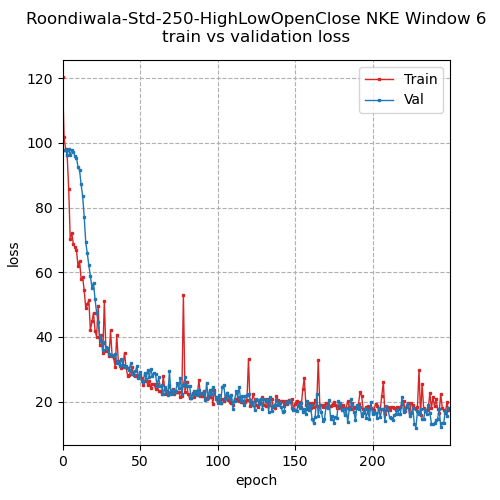 Roondiwala-Std-250-HighLowOpenClose NKE Window 6
train vs validation loss
120
100
80
60
40
20
loss
Train
Val
0
50
100
150
200
epoch